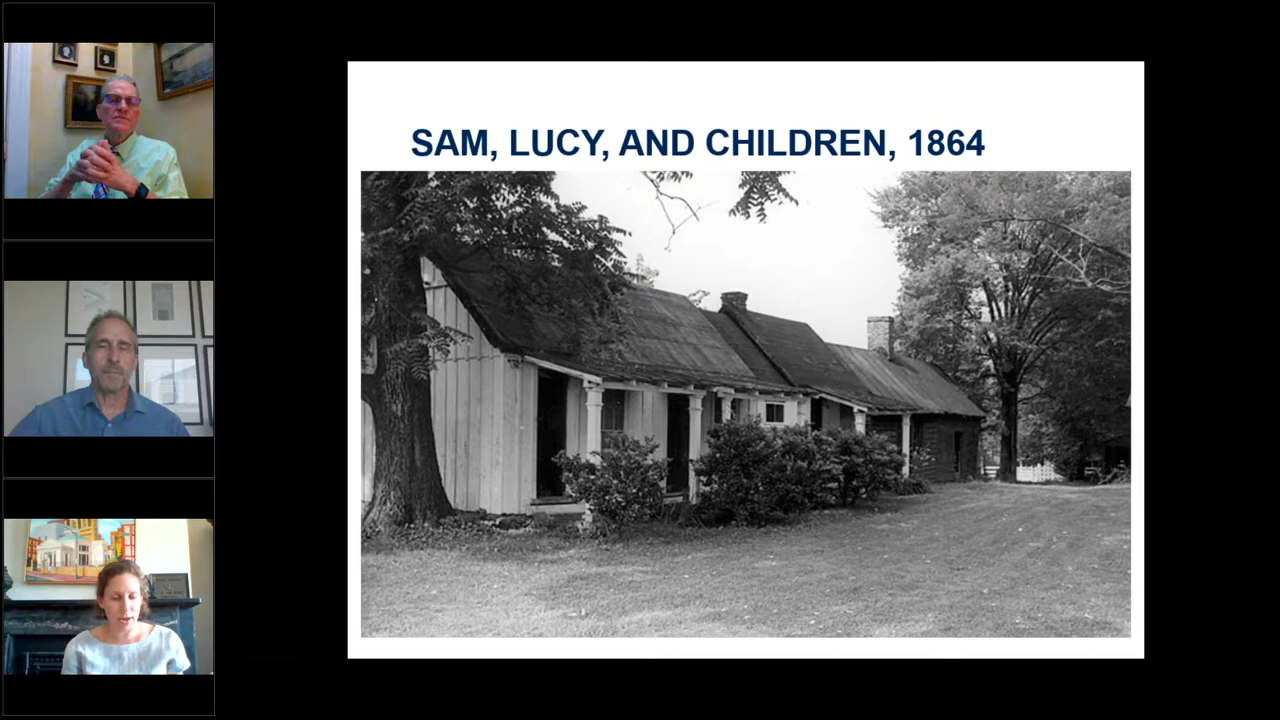 SAM, LUCY, AND CHILDREN, 1864